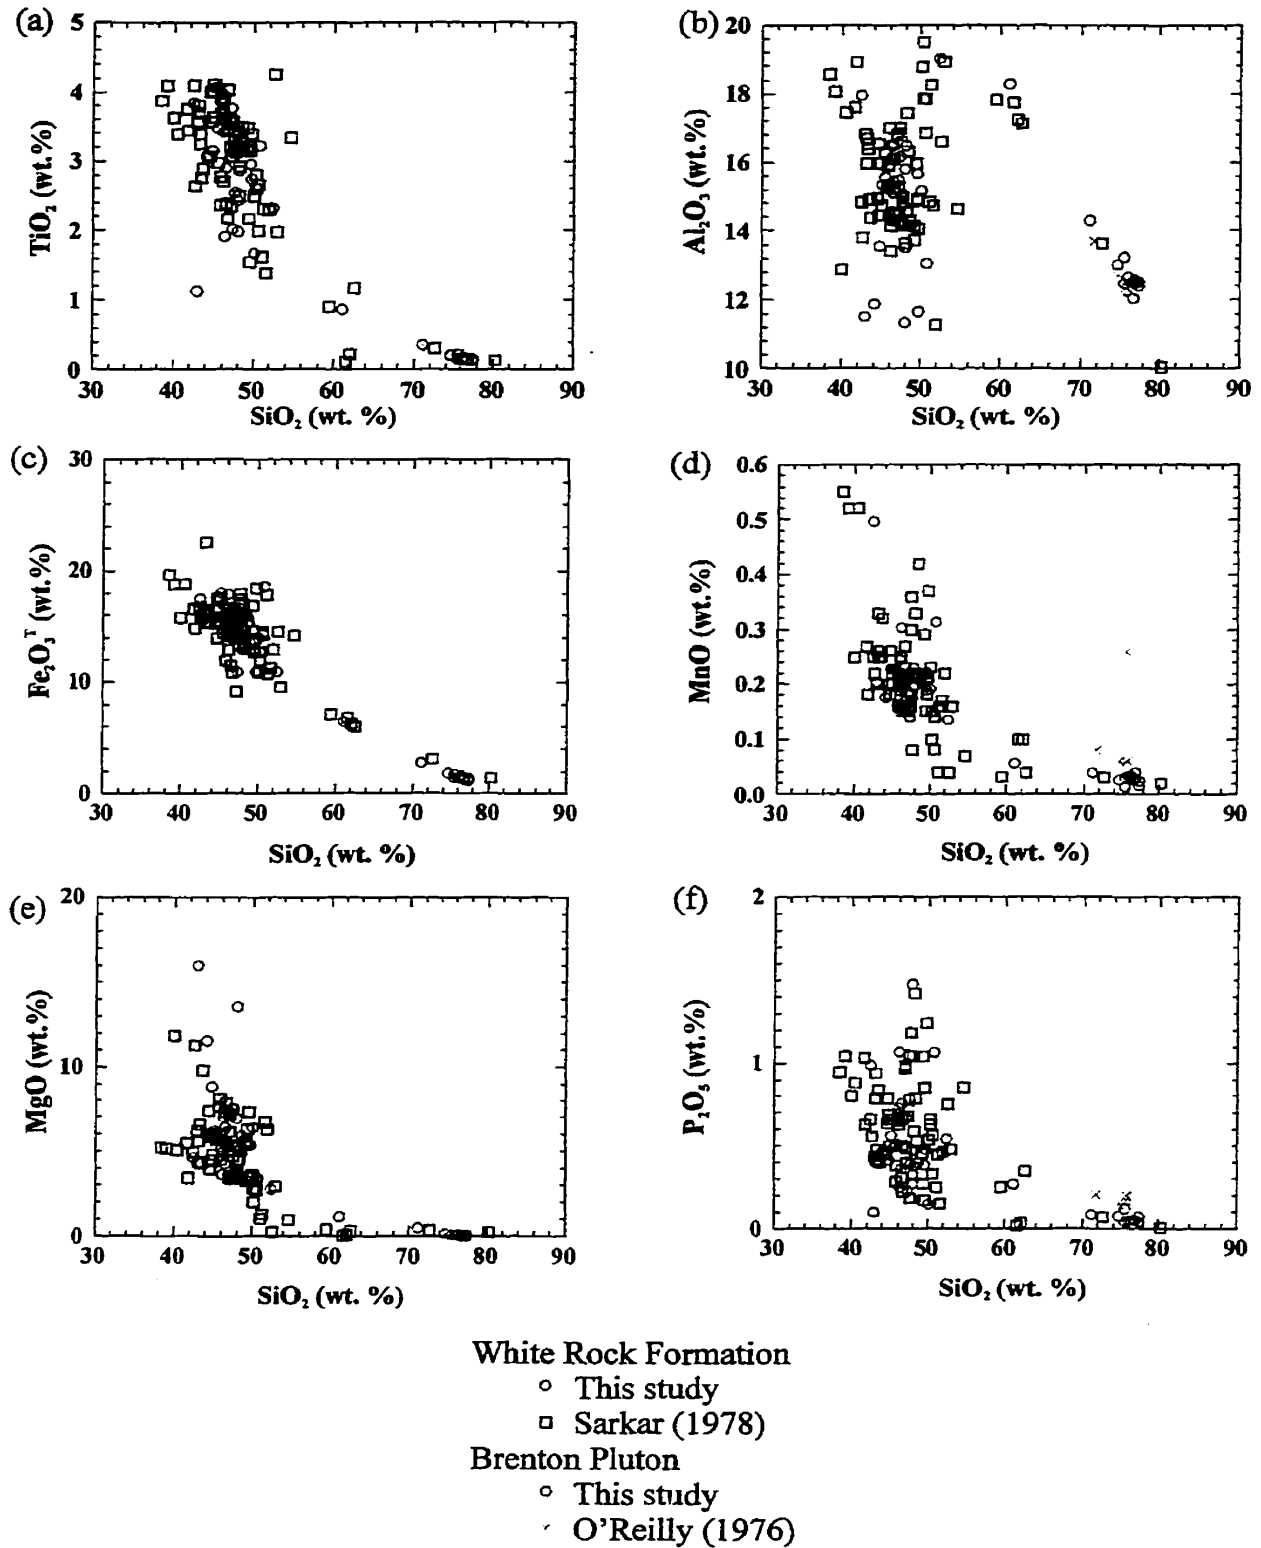 (a)
5
4
3
2
1
0
TiO₂ (wt.%)
30 40 50 60 70 80 90
SiO₂ (wt. %)
(b)
20
18
16
14
12
10
Al₂O₃ (wt.%)
30 40 50 60 70 80 90
SiO₂ (wt. %)
(c)
30
20
10
0
Fe₂O₃ᵀ (wt.%)
30 40 50 60 70 80 90
SiO₂ (wt. %)
(d)
0.6
0.5
0.4
0.3
0.2
0.1
0.0
MnO (wt.%)
30 40 50 60 70 80 90
SiO₂ (wt. %)
(e)
20
10
0
MgO (wt.%)
30 40 50 60 70 80 90
SiO₂ (wt. %)
(f)
2
1
0
P₂O₅ (wt.%)
30 40 50 60 70 80 90
SiO₂ (wt. %)
White Rock Formation
This study
Sarkar (1978)
Brenton Pluton
This study
O'Reilly (1976)